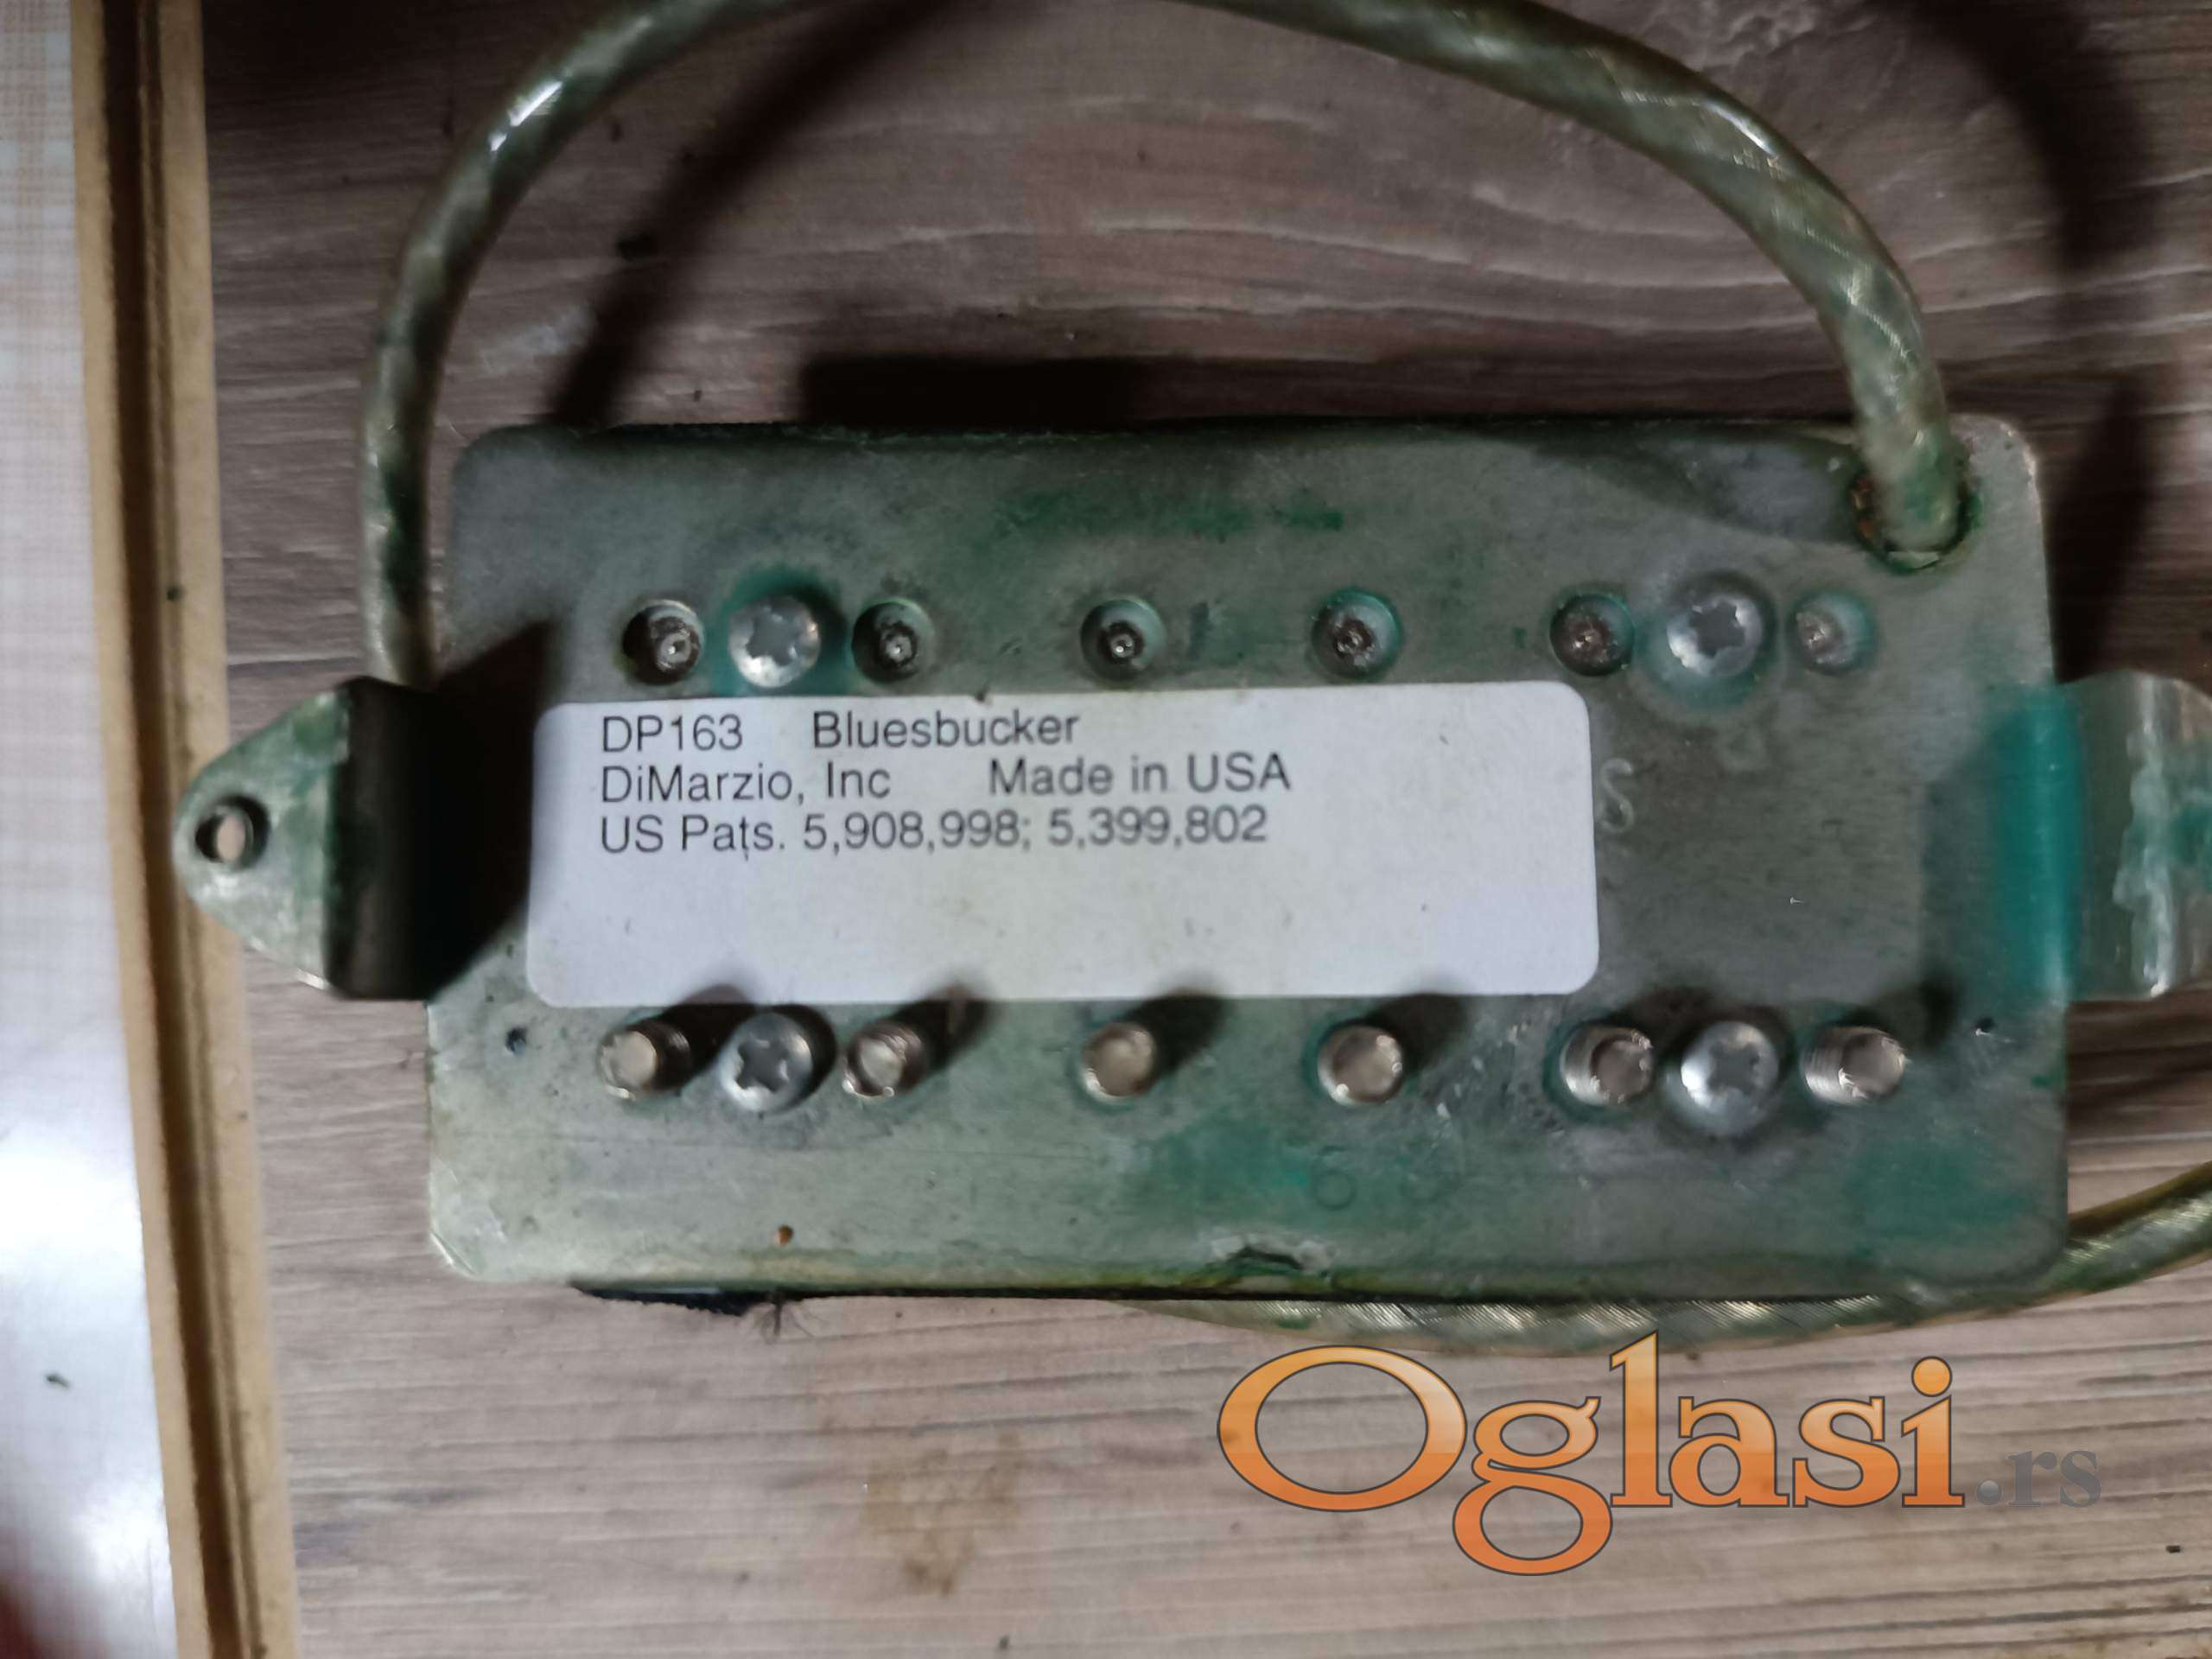 DP163 Bluesbucker
DiMarzio, Inc Made in USA
US Pats. 5,908,998; 5,399,802
S
Oglasi.rs